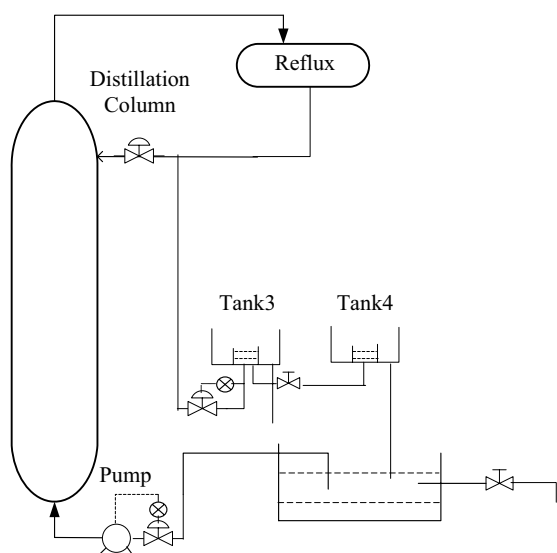 Reflux
Distillation
Column
Tank3
Tank4
Pump